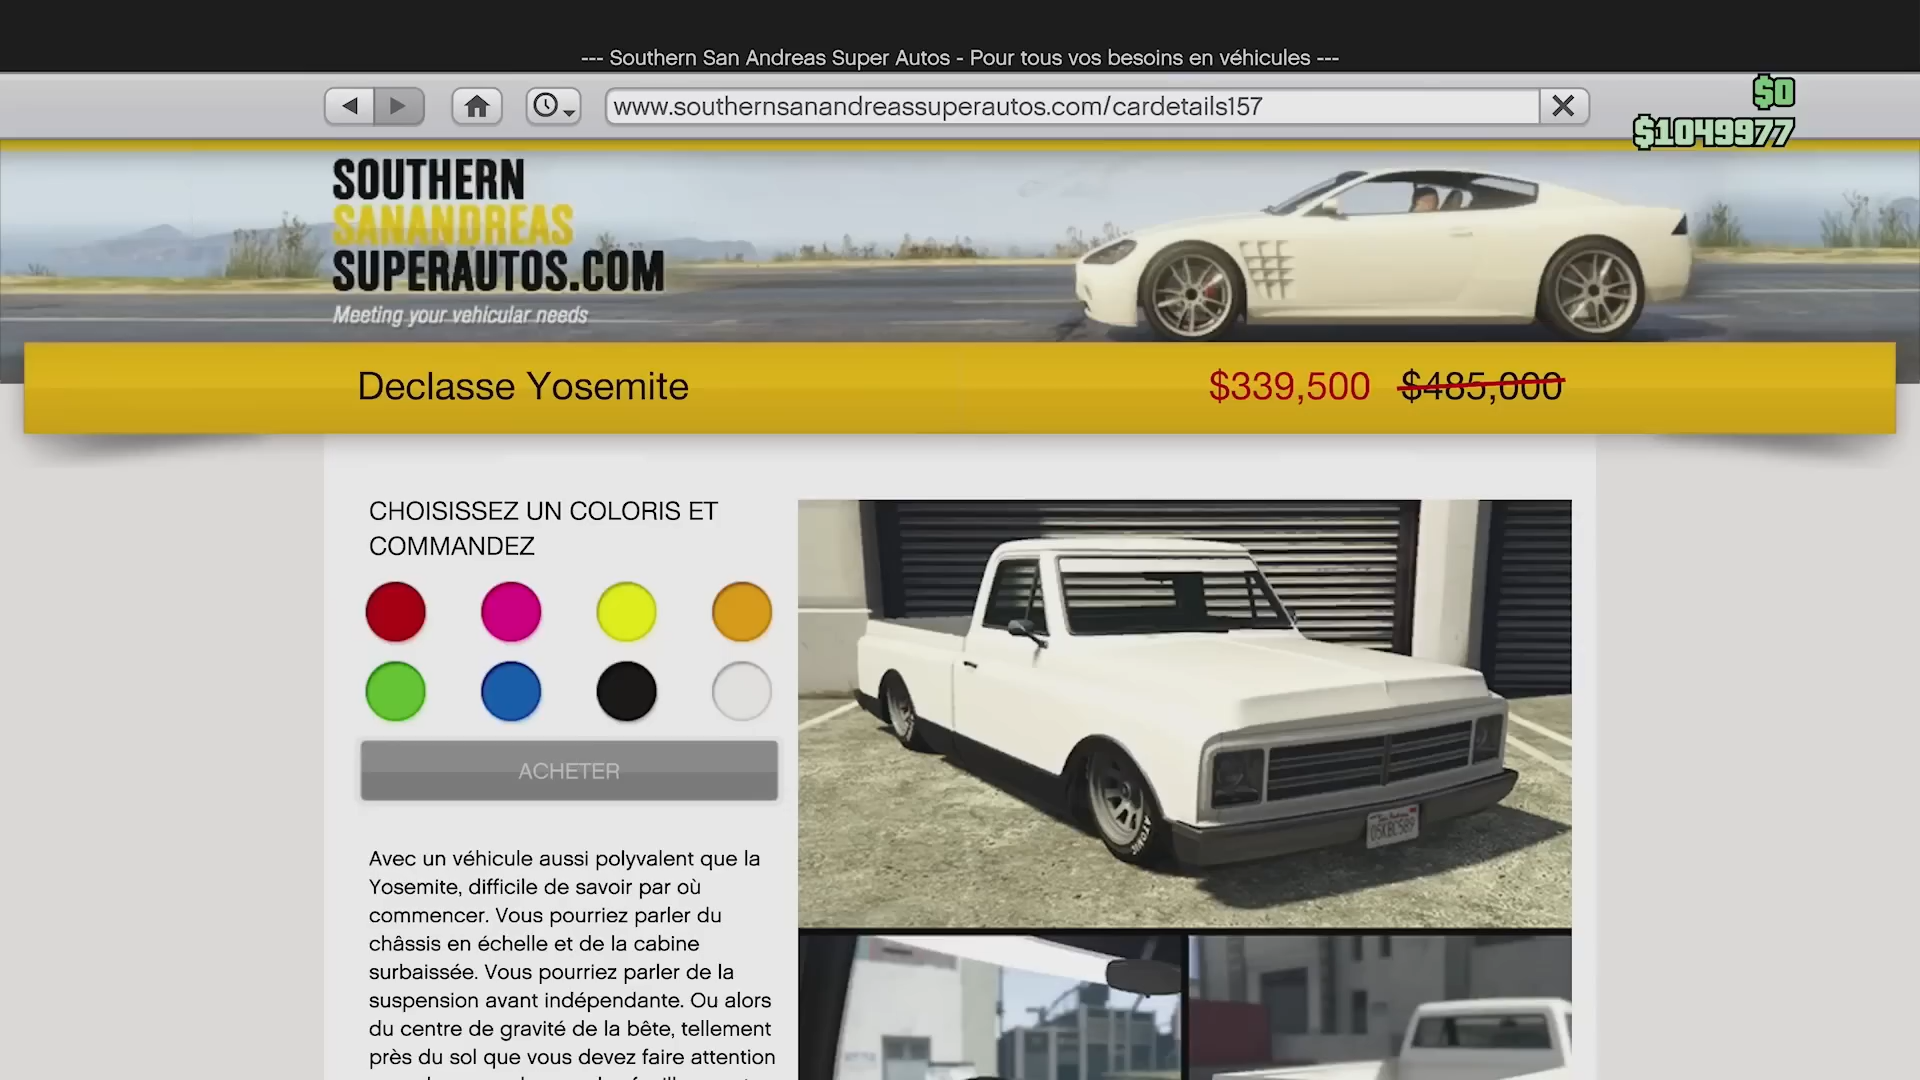 --- Southern San Andreas Super Autos - Pour tous vos besoins en véhicules ---
www.southernsanandreassuperautos.com/cardetails157
$0
$1049977
SOUTHERN
SANANDREAS
SUPERAUTOS.COM
Meeting your vehicular needs
Declasse Yosemite
$339,500 $485,000
CHOISISSEZ UN COLORIS ET
COMMANDEZ
ACHETER
Avec un véhicule aussi polyvalent que la
Yosemite, difficile de savoir par où
commencer. Vous pourriez parler du
châssis en échelle et de la cabine
surbaissée. Vous pourriez parler de la
suspension avant indépendante. Ou alors
du centre de gravité de la bête, tellement
près du sol que vous devez faire attention
ATOMIC